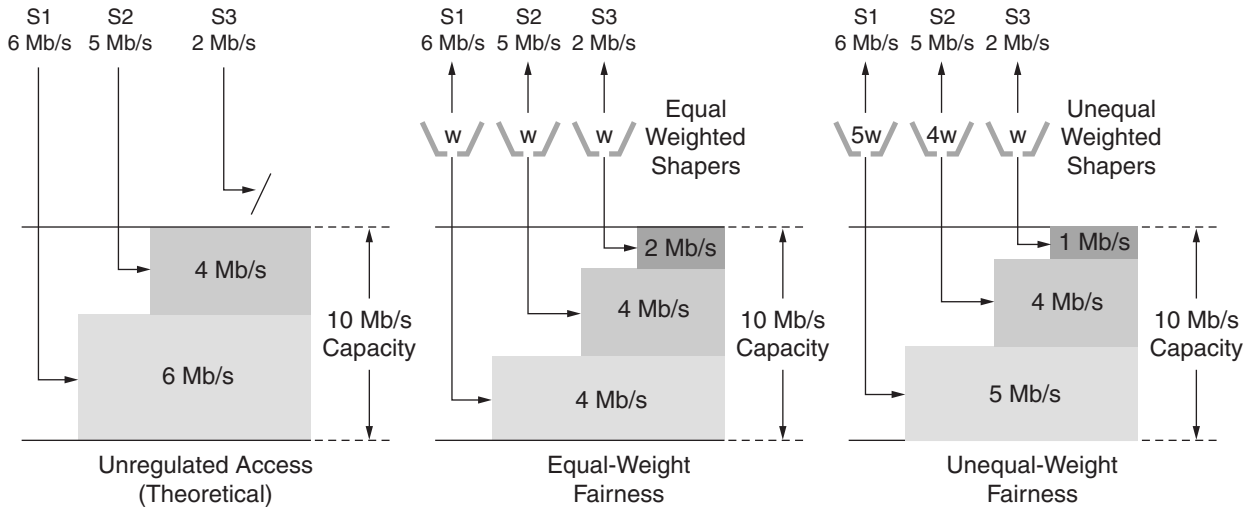 S1 S2 S3
6 Mb/s 5 Mb/s 2 Mb/s
4 Mb/s
6 Mb/s
10 Mb/s
Capacity
Unregulated Access
(Theoretical)
S1 S2 S3
6 Mb/s 5 Mb/s 2 Mb/s
w w w
Equal
Weighted
Shapers
2 Mb/s
4 Mb/s
4 Mb/s
10 Mb/s
Capacity
Equal-Weight
Fairness
S1 S2 S3
6 Mb/s 5 Mb/s 2 Mb/s
5w 4w w
Unequal
Weighted
Shapers
1 Mb/s
4 Mb/s
5 Mb/s
10 Mb/s
Capacity
Unequal-Weight
Fairness